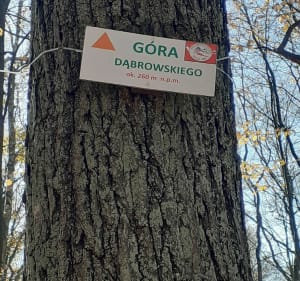 GÓRA
DĄBROWSKIEGO
ok. 260 m n.p.m.